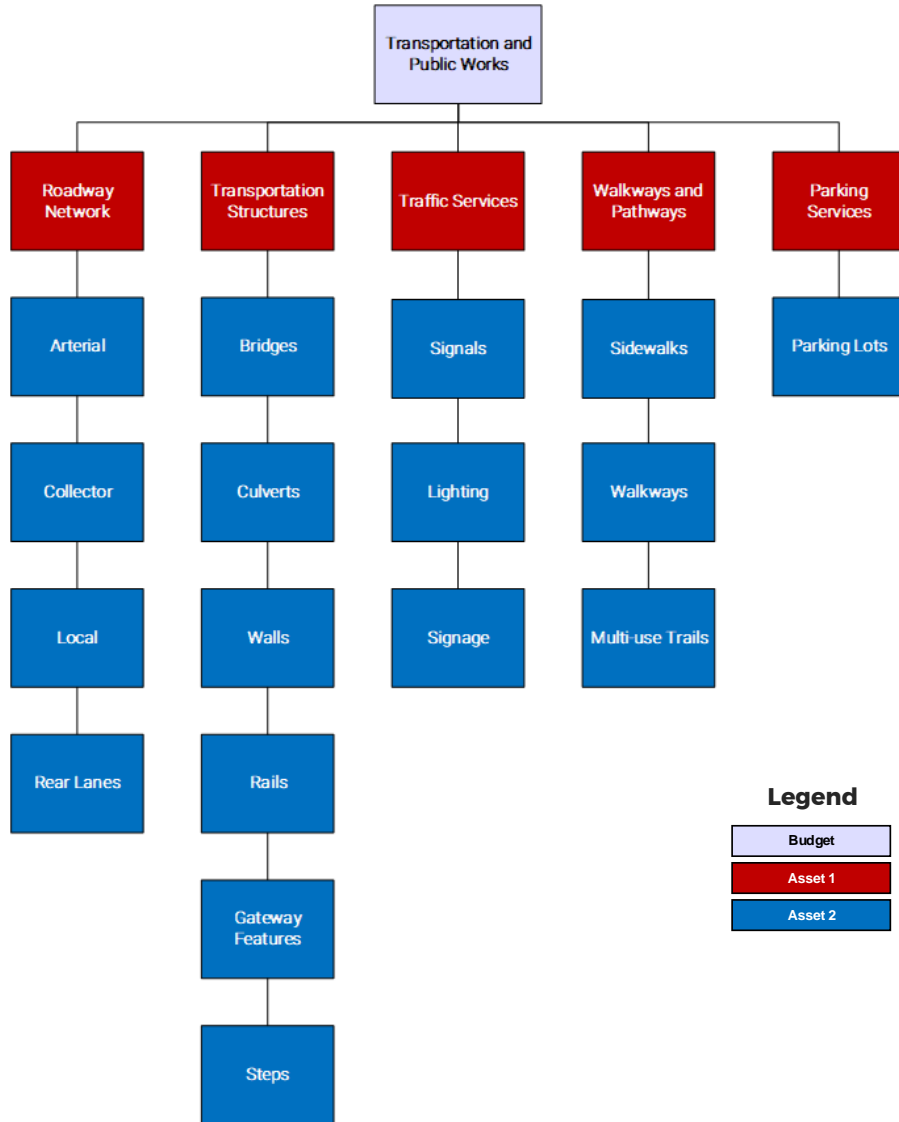 Transportation and
Public Works
Roadway
Network
Transportation
Structures
Traffic Services
Walkways and
Pathways
Parking
Services
Arterial
Bridges
Signals
Sidewalks
Parking Lots
Collector
Culverts
Lighting
Walkways
Local
Walls
Signage
Multi-use Trails
Rear Lanes
Rails
Gateway
Features
Steps
Legend
Budget
Asset 1
Asset 2